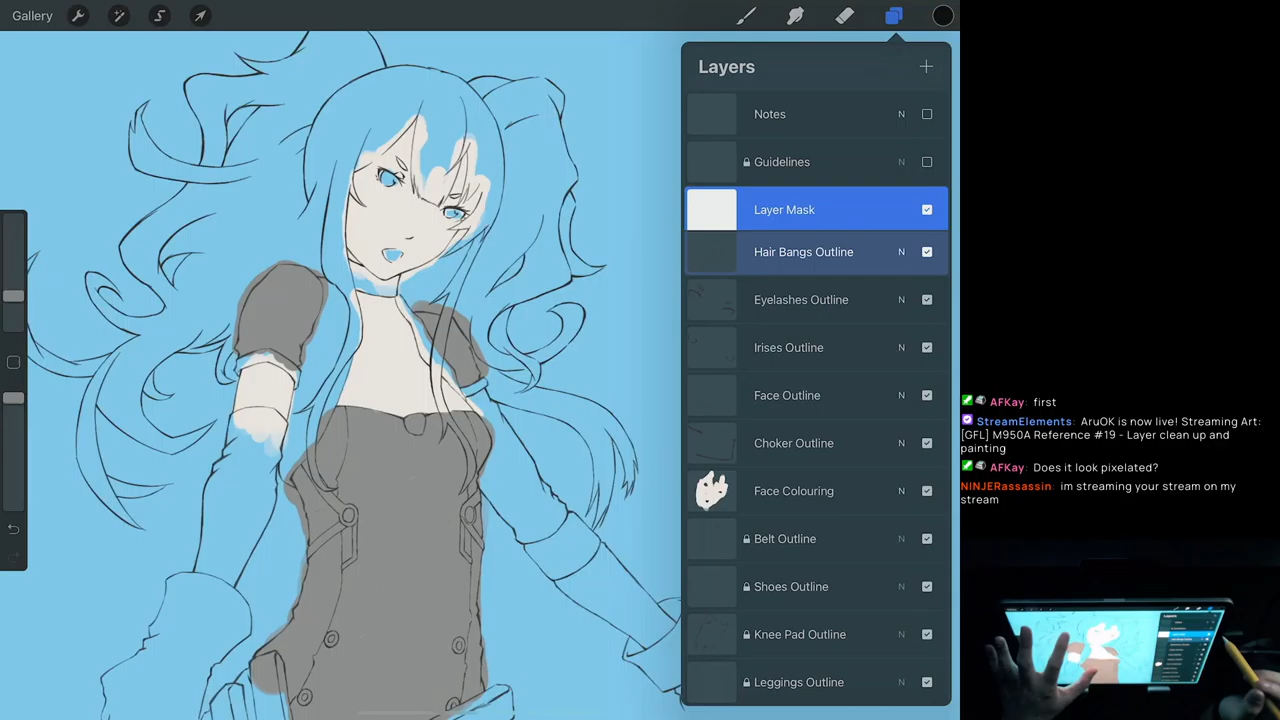 Gallery
Layers
Notes N
Guidelines N
Layer Mask
Hair Bangs Outline N
Eyelashes Outline N
Irises Outline N
Face Outline N
Choker Outline N
Face Colouring N
Belt Outline N
Shoes Outline N
Knee Pad Outline N
Leggings Outline N
AFKay: first
StreamElements: AruOK is now live! Streaming Art:
[GFL] M950A Reference #19 - Layer clean up and
painting
AFKay: Does it look pixelated?
NINJERassassin: im streaming your stream on my
stream